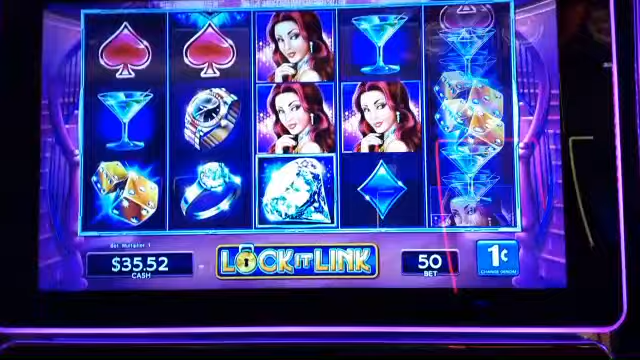 Bet Multiplier 1
$35.52
CASH
LOCK IT LINK
50
BET
1¢
CHANGE DENOM